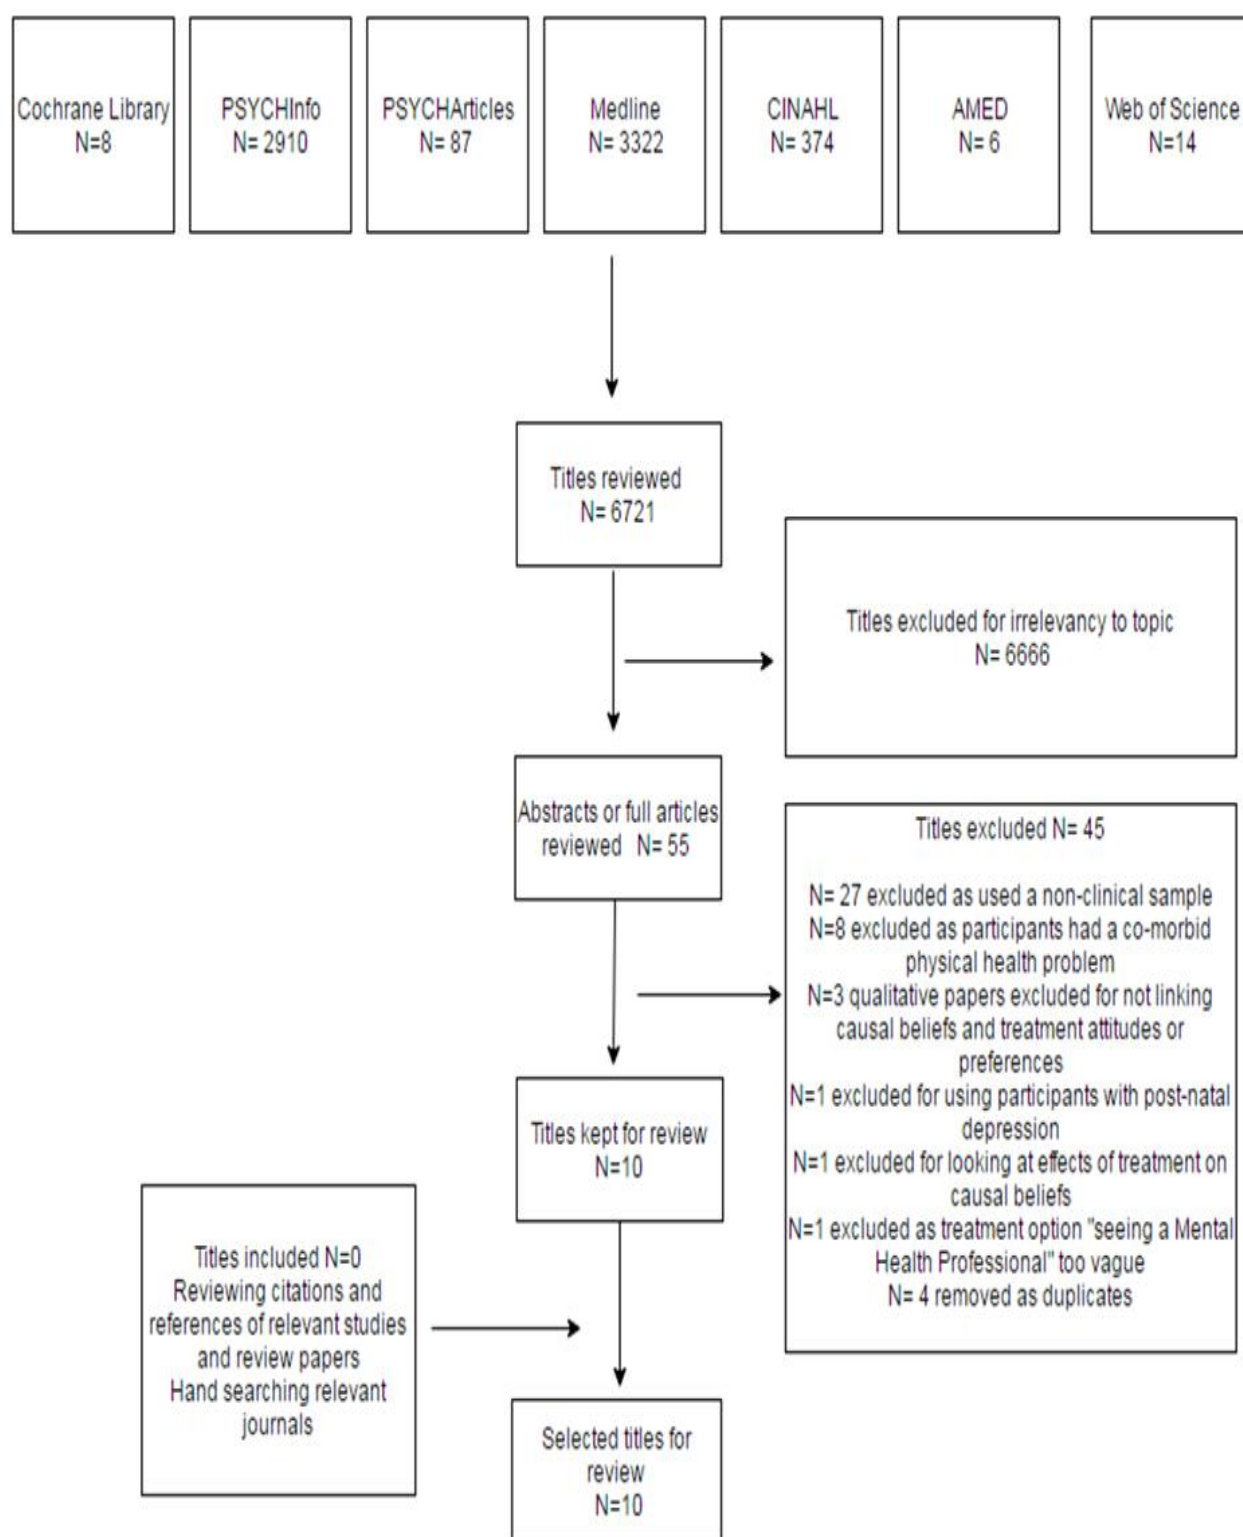 Cochrane Library
N=8
PSYCHInfo
N= 2910
PSYCHArticles
N= 87
Medline
N= 3322
CINAHL
N= 374
AMED
N= 6
Web of Science
N=14
Titles reviewed
N= 6721
Titles excluded for irrelevancy to topic
N= 6666
Abstracts or full articles
reviewed N= 55
Titles excluded N= 45
N= 27 excluded as used a non-clinical sample
N=8 excluded as participants had a co-morbid
physical health problem
N=3 qualitative papers excluded for not linking
causal beliefs and treatment attitudes or
preferences
N=1 excluded for using participants with post-natal
depression
N=1 excluded for looking at effects of treatment on
causal beliefs
N=1 excluded as treatment option "seeing a Mental
Health Professional" too vague
N= 4 removed as duplicates
Titles kept for review
N=10
Titles included N=0
Reviewing citations and
references of relevant studies
and review papers
Hand searching relevant
journals
Selected titles for
review
N=10